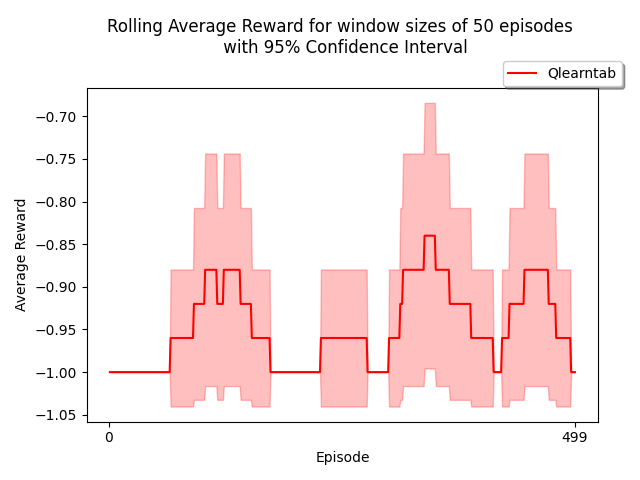 Rolling Average Reward for window sizes of 50 episodes
with 95% Confidence Interval
Qlearntab
−0.70
−0.75
−0.80
−0.85
−0.90
−0.95
−1.00
−1.05
Average Reward
0
499
Episode